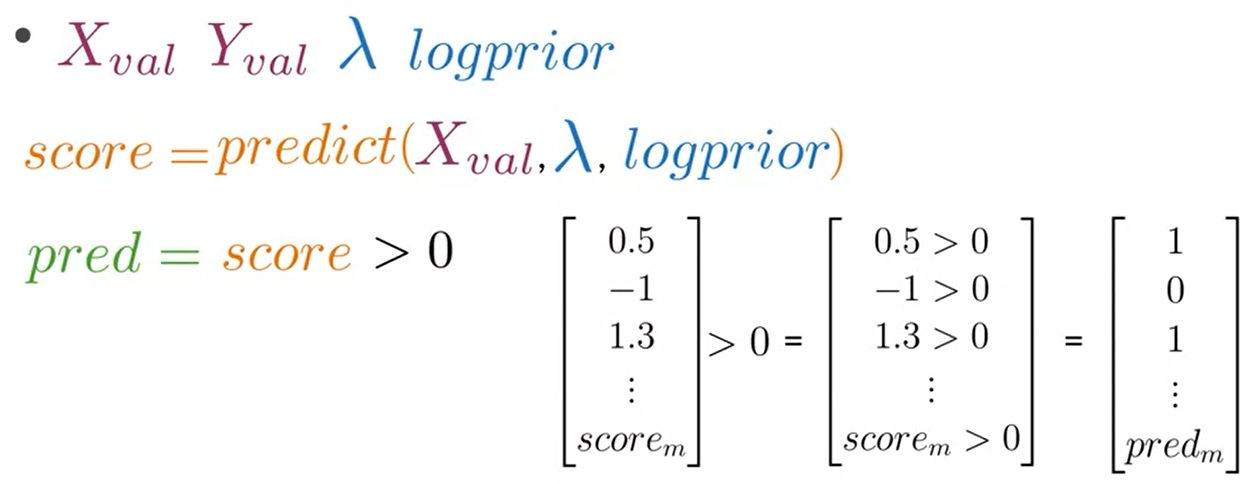 • X_val Y_val λ logprior
score = predict(X_val, λ, logprior)
pred = score > 0
[0.5 −1 1.3 ⋮ score_m] > 0 = [0.5 > 0 −1 > 0 1.3 > 0 ⋮ score_m > 0] = [1 0 1 ⋮ pred_m]